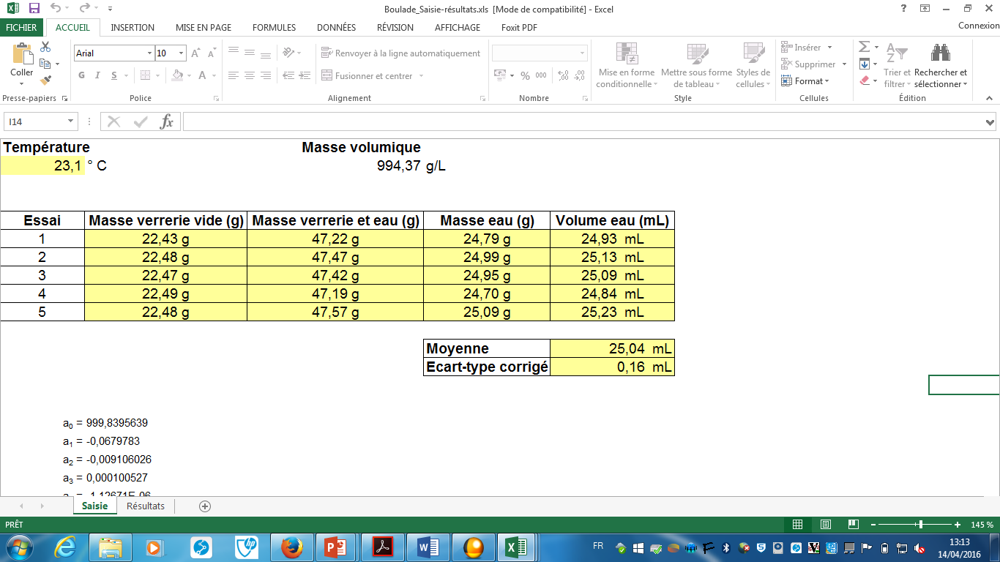 Boulade_Saisie-résultats.xls [Mode de compatibilité] - Excel
FICHIER ACCUEIL INSERTION MISE EN PAGE FORMULES DONNÉES RÉVISION AFFICHAGE Foxit PDF Connexion
Arial 10 Renvoyer à la ligne automatiquement Insérer
Coller G I S Fusionner et centrer % 000 Mise en forme conditionnelle Mettre sous forme de tableau Styles de cellules Supprimer Format Trier et filtrer Rechercher et sélectionner
Presse-papiers Police Alignement Nombre Style Cellules Édition
I14 fx
Température Masse volumique
23,1 ° C 994,37 g/L
Essai Masse verrerie vide (g) Masse verrerie et eau (g) Masse eau (g) Volume eau (mL)
1 22,43 g 47,22 g 24,79 g 24,93 mL
2 22,48 g 47,47 g 24,99 g 25,13 mL
3 22,47 g 47,42 g 24,95 g 25,09 mL
4 22,49 g 47,19 g 24,70 g 24,84 mL
5 22,48 g 47,57 g 25,09 g 25,23 mL
Moyenne 25,04 mL
Ecart-type corrigé 0,16 mL
a0 = 999,8395639
a1 = -0,0679783
a2 = -0,009106026
a3 = 0,000100527
Saisie Résultats
PRÊT 145 %
FR 13:13
14/04/2016